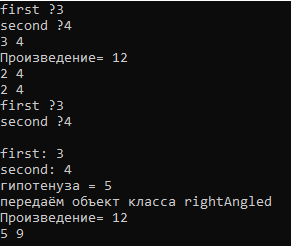 first ?3
second ?4
3 4
Произведение= 12
2 4
2 4
first ?3
second ?4

first: 3
second: 4
гипотенуза = 5
передаём объект класса rightAngled
Произведение= 12
5 9